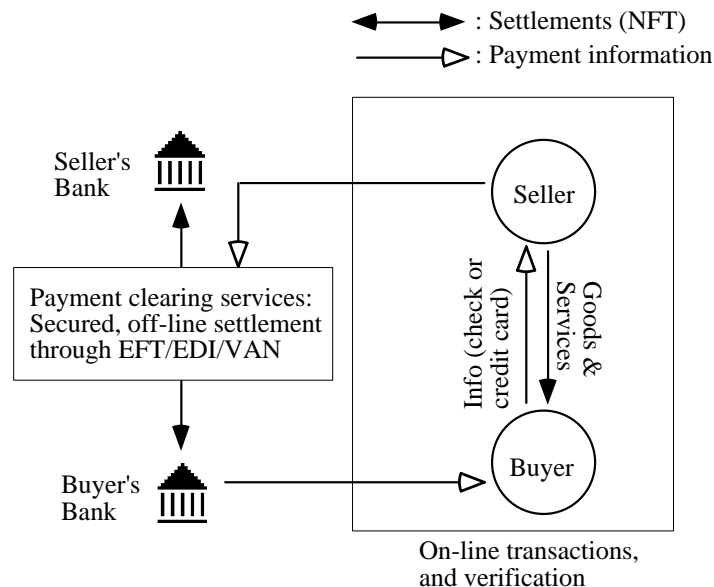 : Settlements (NFT)
: Payment information
Seller's
Bank
Seller
Payment clearing services:
Secured, off-line settlement
through EFT/EDI/VAN
Info (check or
credit card)
Goods &
Services
Buyer's
Bank
Buyer
On-line transactions,
and verification